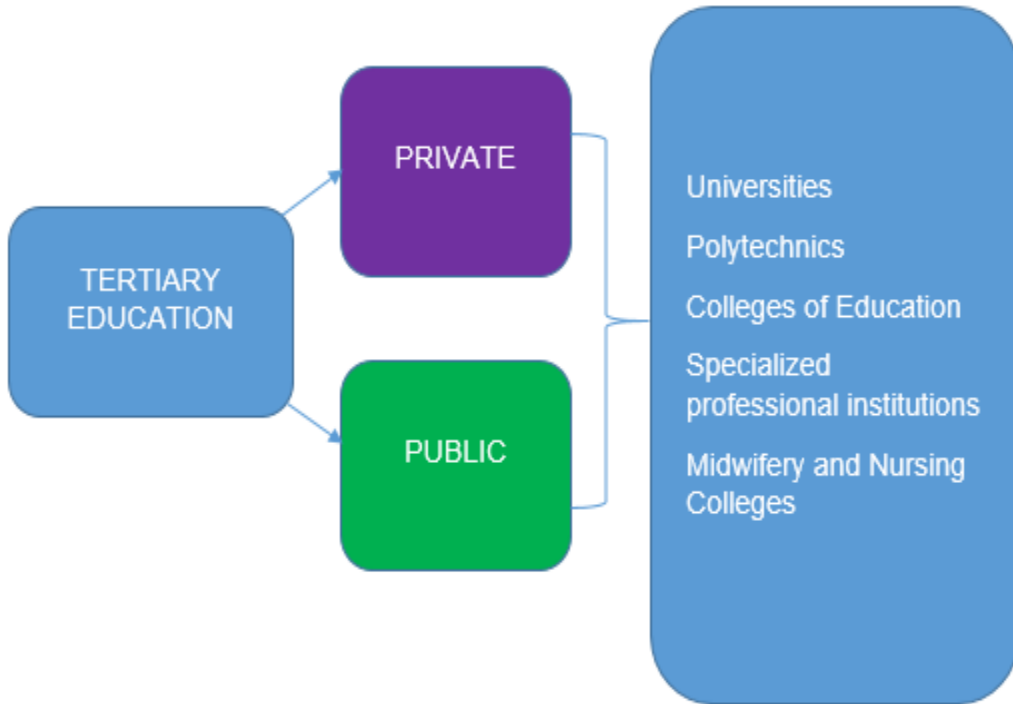 TERTIARY
EDUCATION
PRIVATE
PUBLIC
Universities
Polytechnics
Colleges of Education
Specialized
professional institutions
Midwifery and Nursing
Colleges